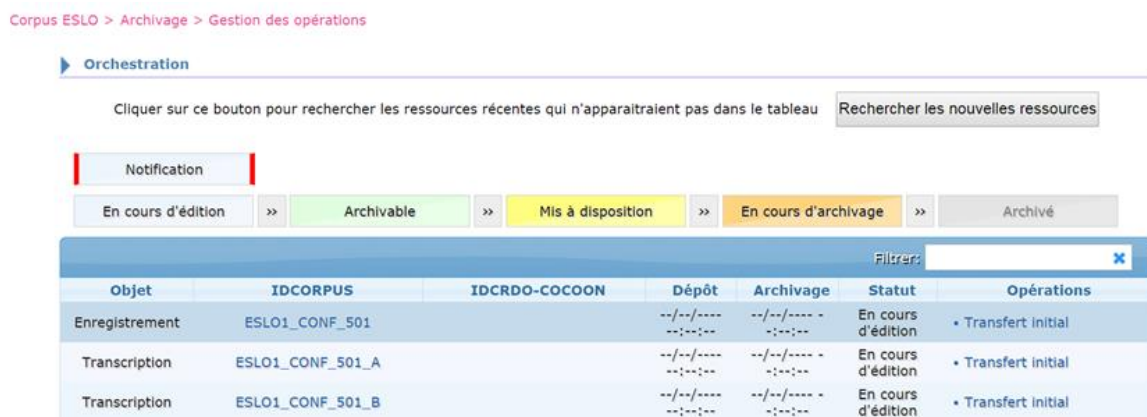 Corpus ESLO > Archivage > Gestion des opérations
Orchestration
Cliquer sur ce bouton pour rechercher les ressources récentes qui n'apparaitraient pas dans le tableau Rechercher les nouvelles ressources
Notification
En cours d'édition » Archivable » Mis à disposition » En cours d'archivage » Archivé
Filtrer:
Objet IDCORPUS IDCRDO-COCOON Dépôt Archivage Statut Opérations
Enregistrement ESLO1_CONF_501 --/--/---- --/--/---- - En cours • Transfert initial
--:--:-- -:--:-- d'édition
Transcription ESLO1_CONF_501_A --/--/---- --/--/---- - En cours • Transfert initial
--:--:-- -:--:-- d'édition
Transcription ESLO1_CONF_501_B --/--/---- --/--/---- - En cours • Transfert initial
--:--:-- -:--:-- d'édition